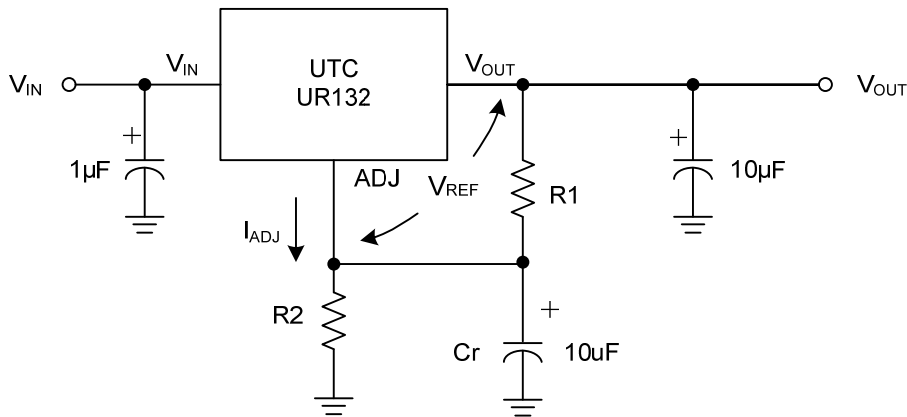 UTC
UR132
V_IN
V_IN
V_OUT
V_OUT
+
1µF
ADJ
V_REF
R1
+
10µF
I_ADJ
R2
+
Cr
10uF